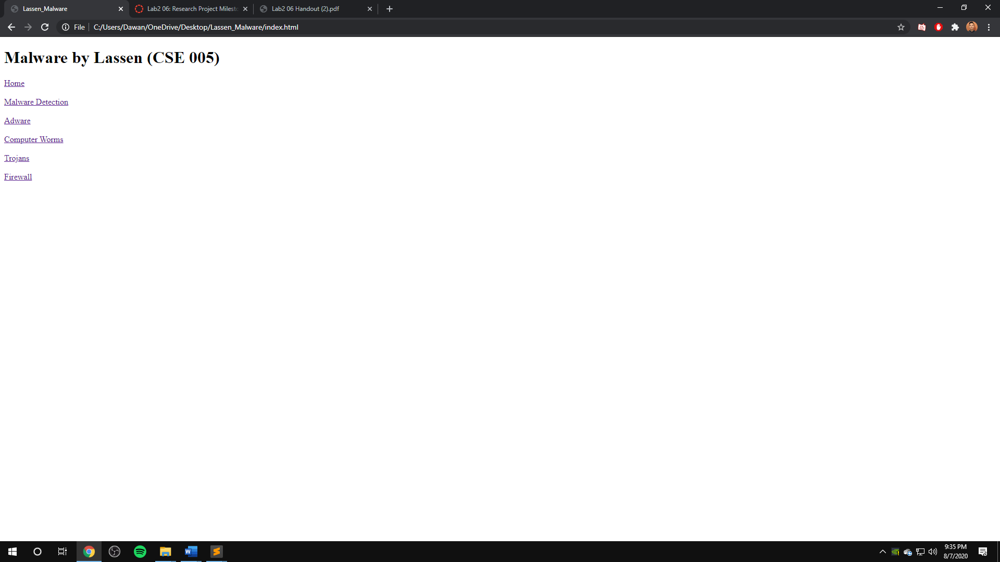 Lassen_Malware
Lab2 06: Research Project Milest
Lab2 06 Handout (2).pdf
File
C:/Users/Dawan/OneDrive/Desktop/Lassen_Malware/index.html
Malware by Lassen (CSE 005)
Home
Malware Detection
Adware
Computer Worms
Trojans
Firewall
9:35 PM
8/7/2020